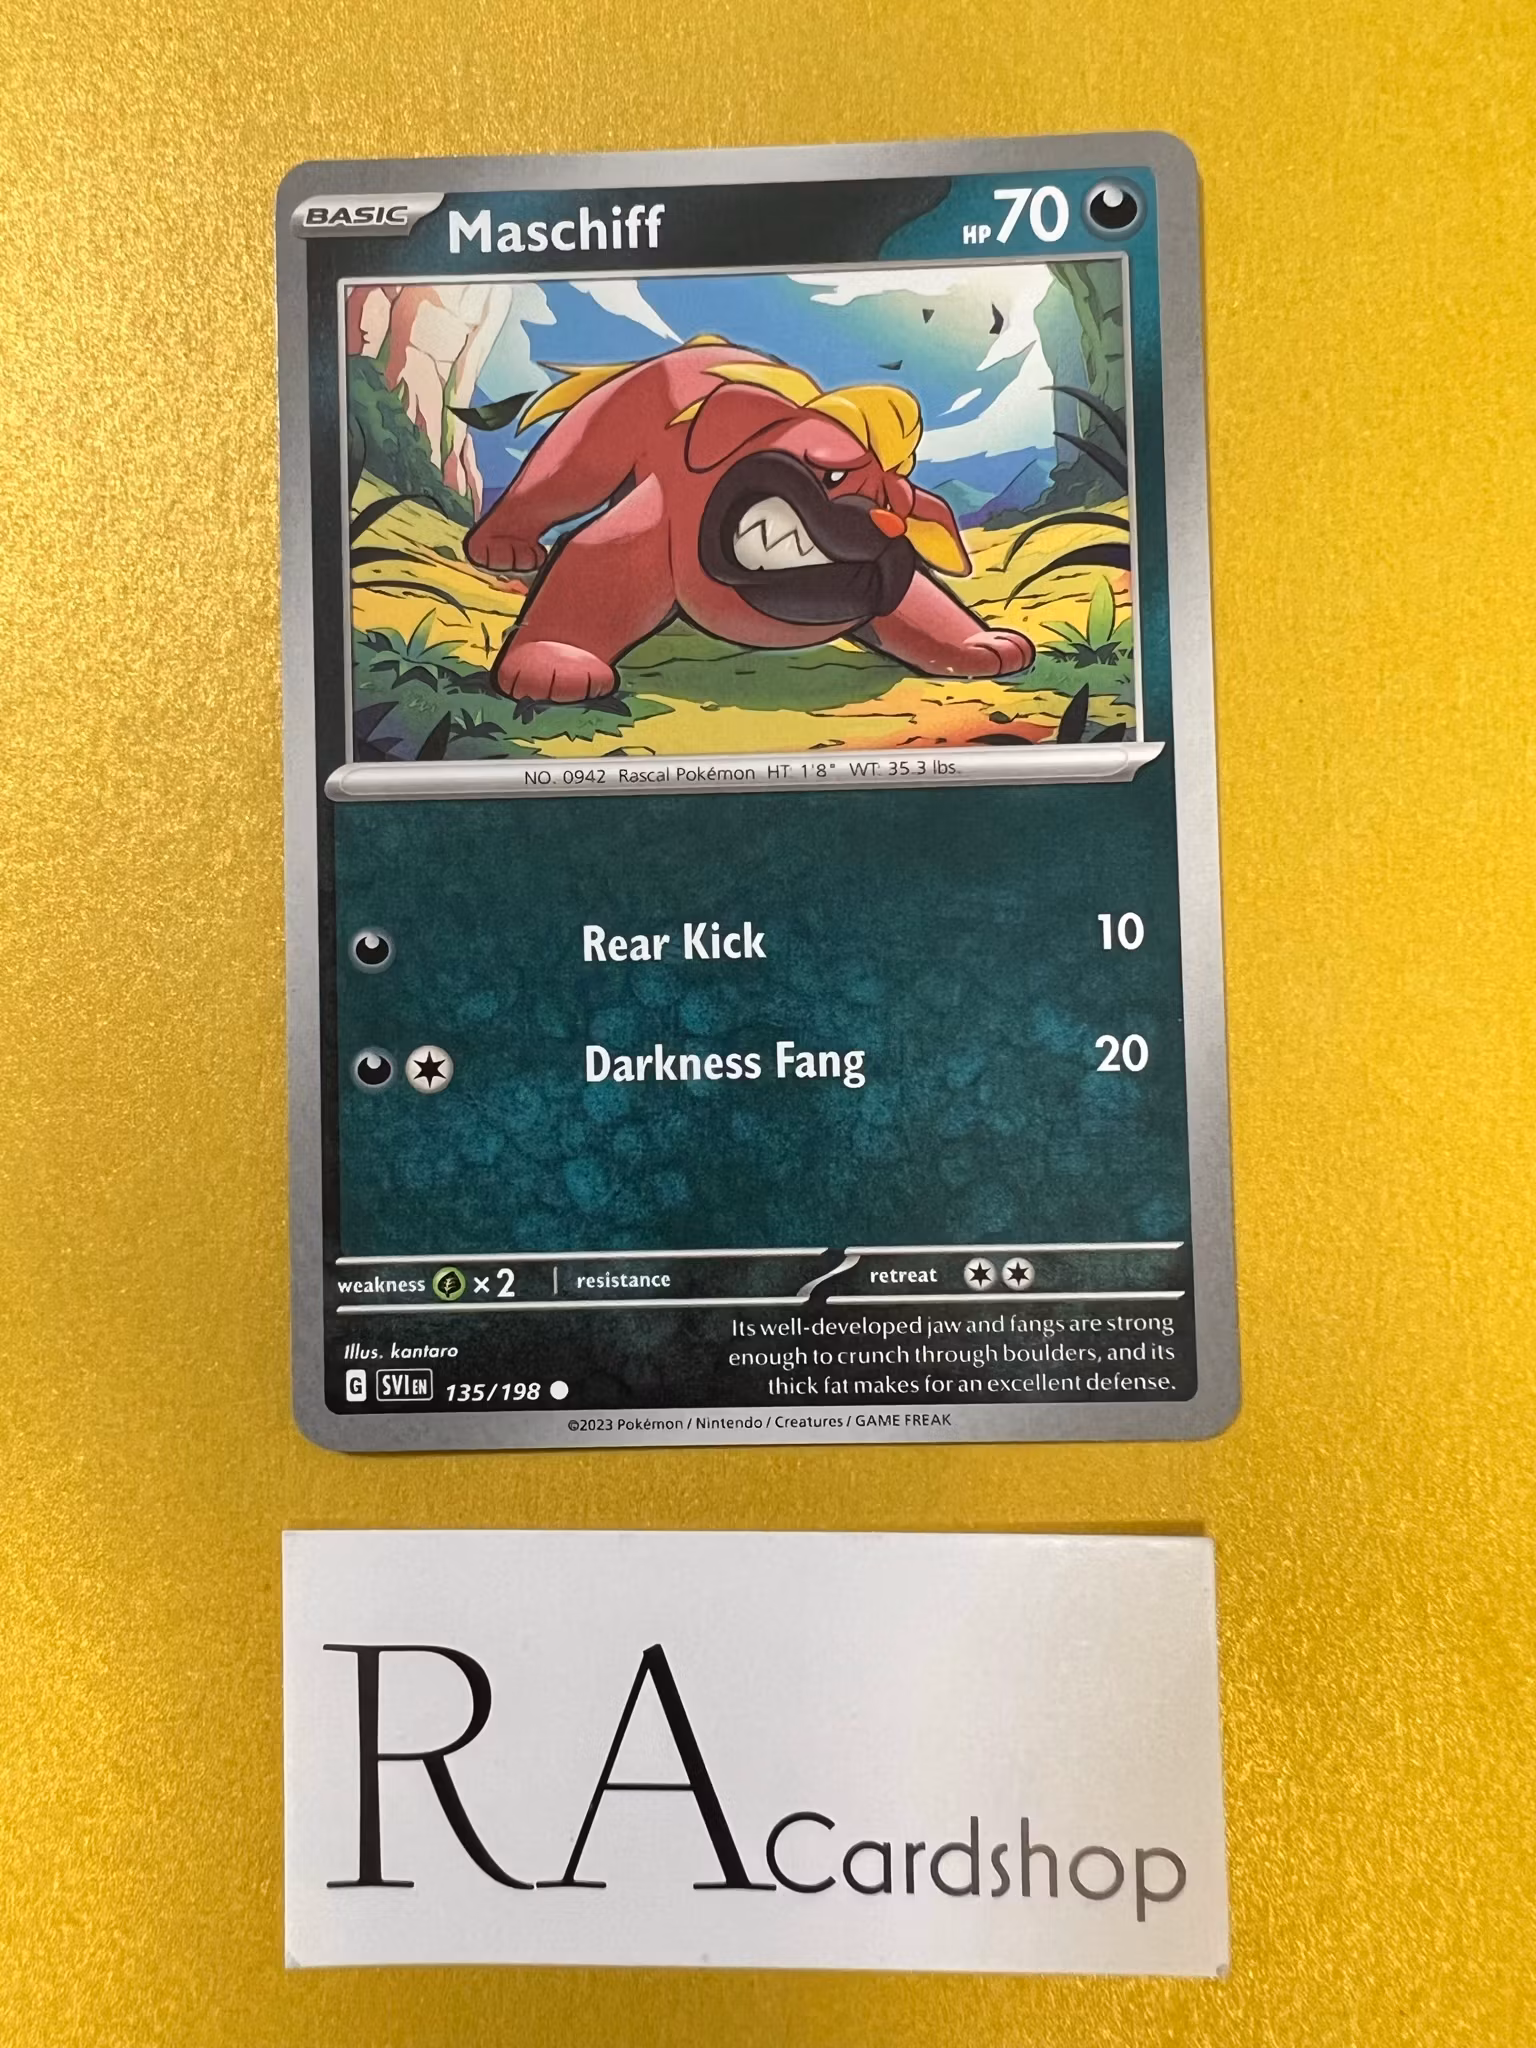 BASIC Maschiff HP 70
NO. 0942 Rascal Pokémon HT: 1'8" WT: 35.3 lbs.
Rear Kick 10
Darkness Fang 20
weakness ×2 resistance retreat
Its well-developed jaw and fangs are strong
enough to crunch through boulders, and its
thick fat makes for an excellent defense.
Illus. kantaro
G SVI EN 135/198
©2023 Pokémon / Nintendo / Creatures / GAME FREAK
RA Cardshop